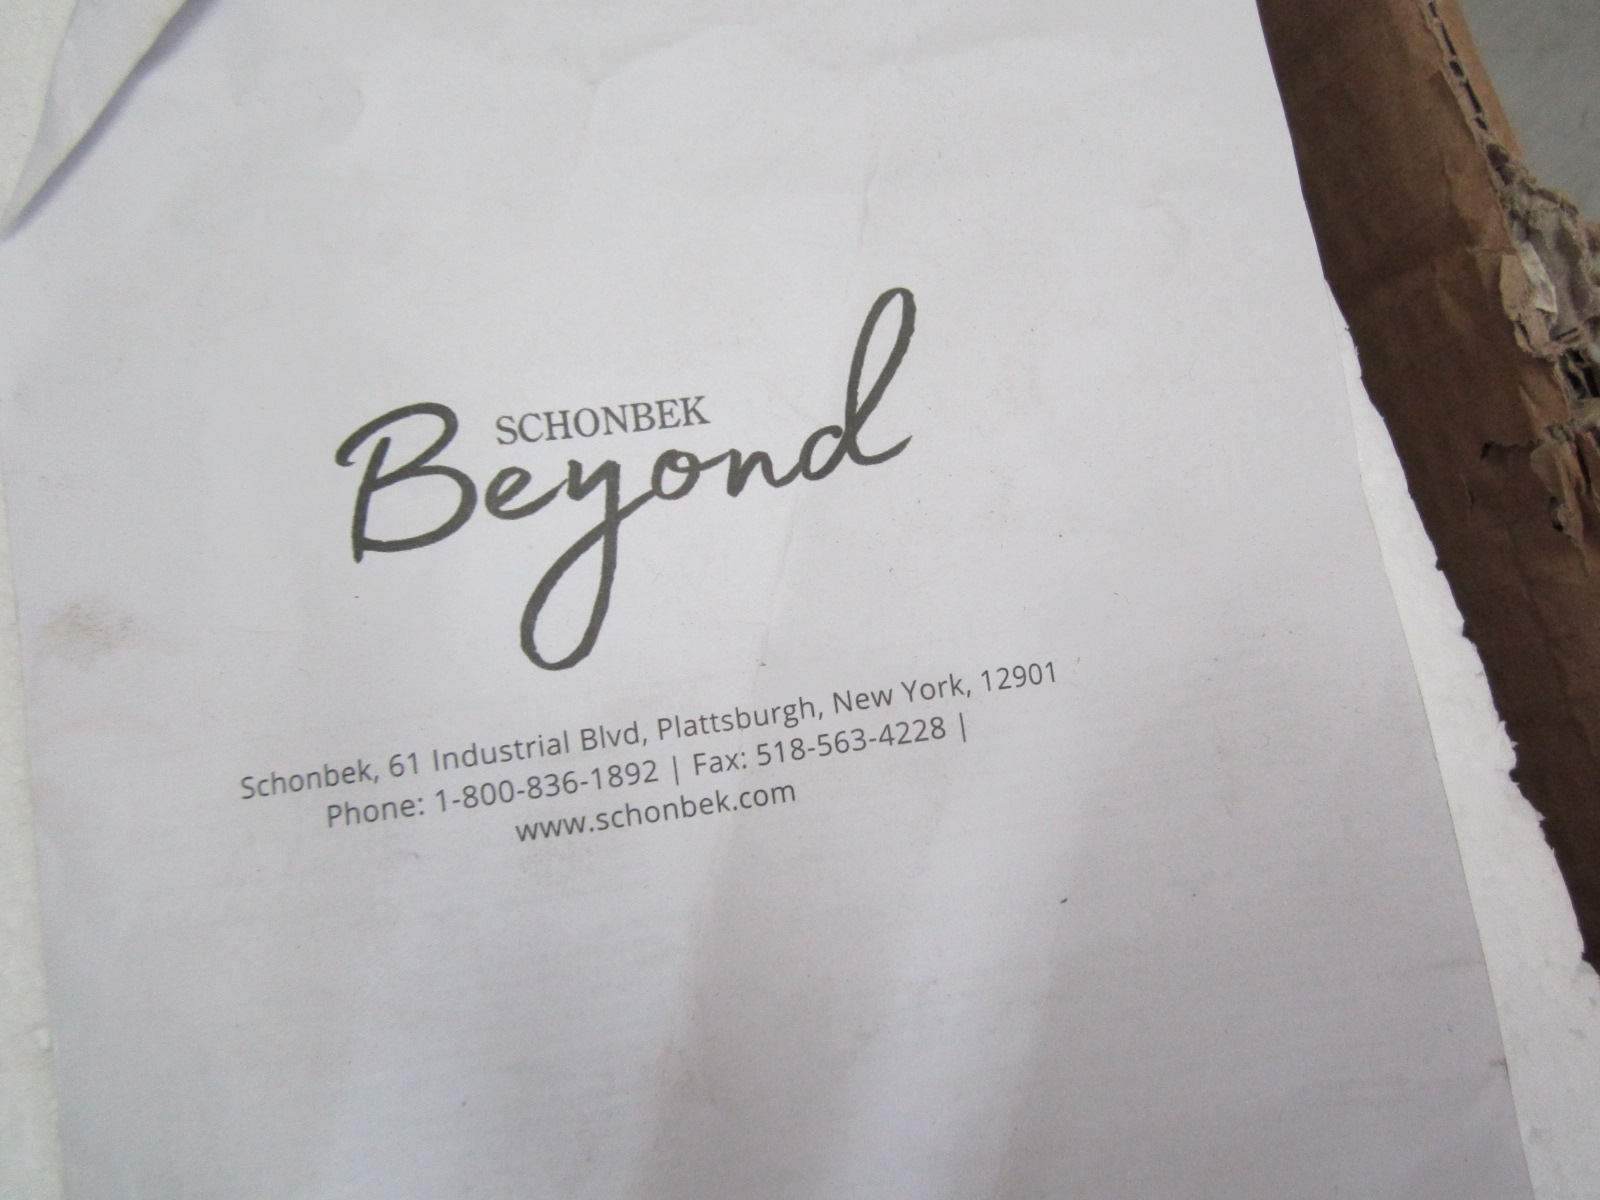 SCHONBEK
Beyond
Schonbek, 61 Industrial Blvd, Plattsburgh, New York, 12901
Phone: 1-800-836-1892 | Fax: 518-563-4228 |
www.schonbek.com